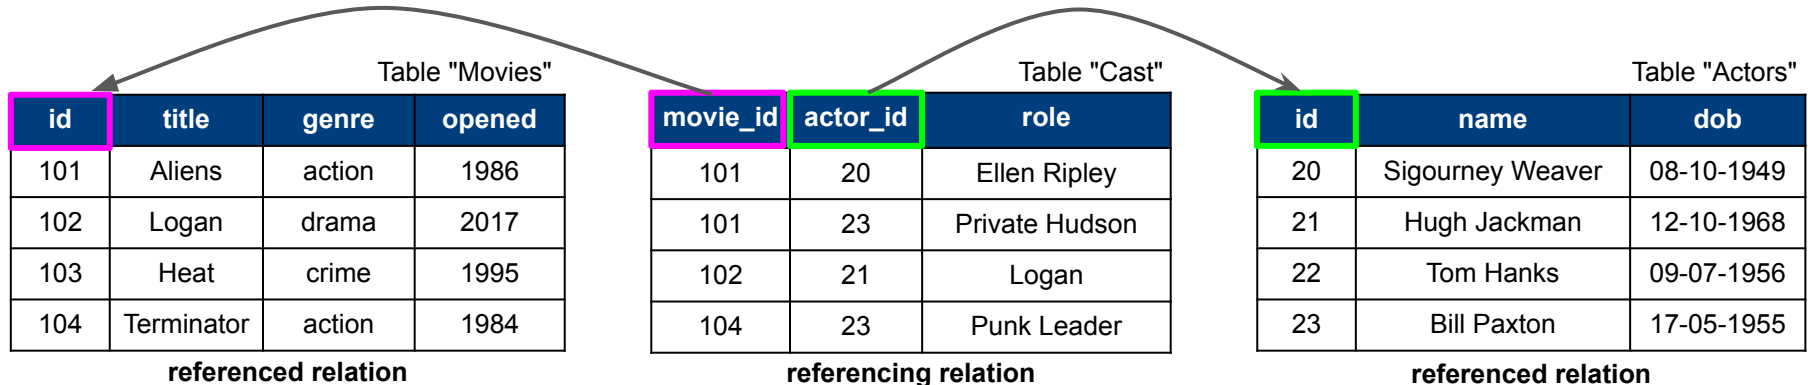 Table "Movies"
id title genre opened
101 Aliens action 1986
102 Logan drama 2017
103 Heat crime 1995
104 Terminator action 1984
referenced relation
Table "Cast"
movie_id actor_id role
101 20 Ellen Ripley
101 23 Private Hudson
102 21 Logan
104 23 Punk Leader
referencing relation
Table "Actors"
id name dob
20 Sigourney Weaver 08-10-1949
21 Hugh Jackman 12-10-1968
22 Tom Hanks 09-07-1956
23 Bill Paxton 17-05-1955
referenced relation